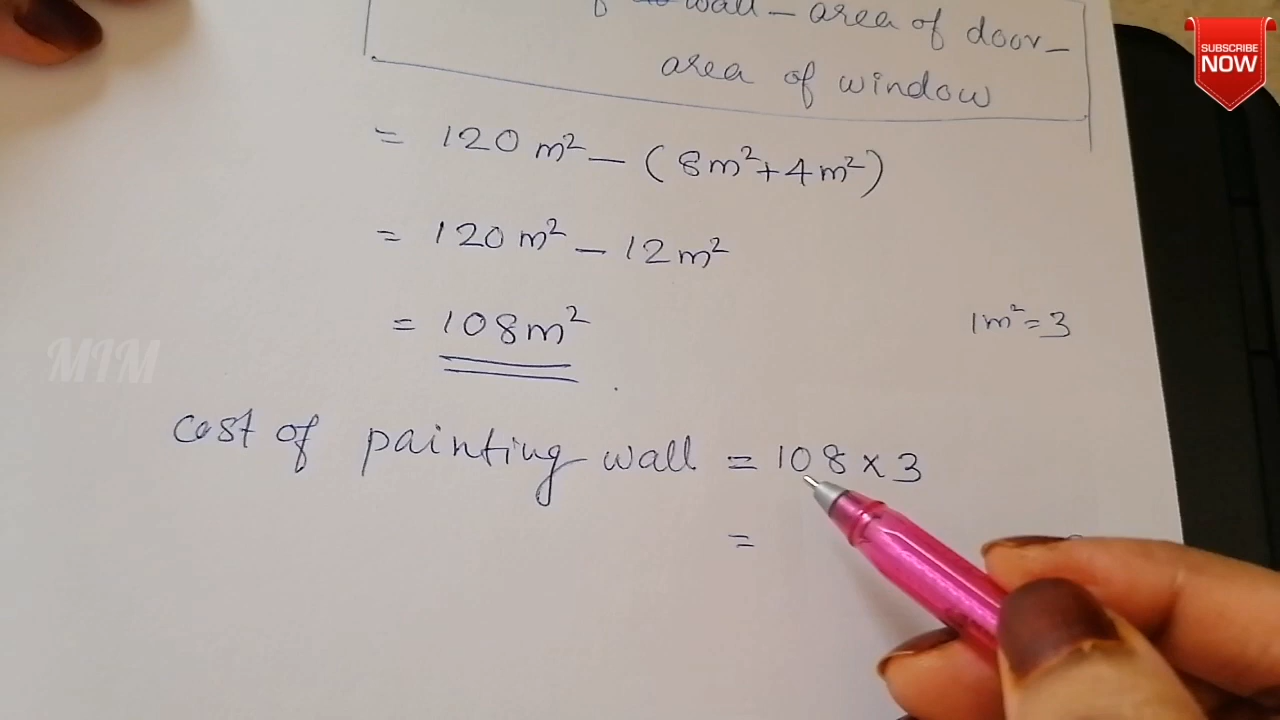 wall - area of door-
area of window
= 120 m² - (8m²+4m²)
= 120 m² - 12 m²
= 108m²
1m²=3
cost of painting wall = 108 x 3
=
MIM
SUBSCRIBE
NOW